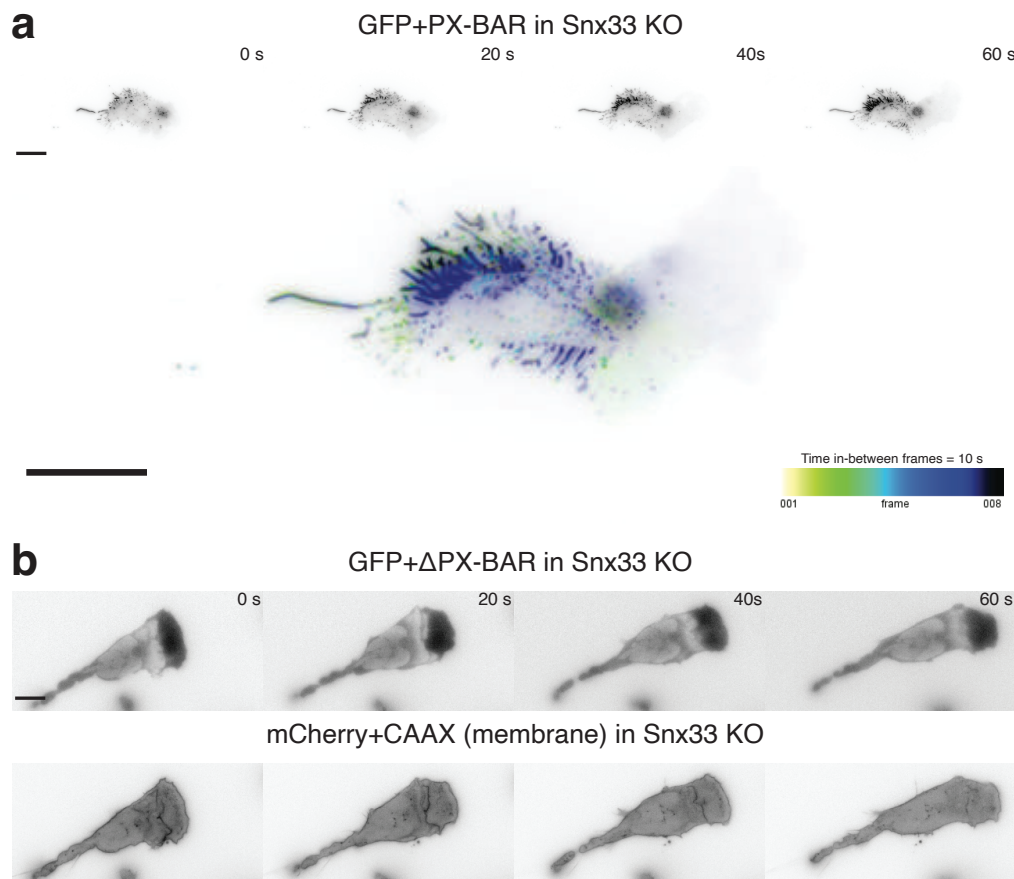 a
GFP+PX-BAR in Snx33 KO
0 s 20 s 40s 60 s
Time in-between frames = 10 s
001 frame 008
b
GFP+ΔPX-BAR in Snx33 KO
0 s 20 s 40s 60 s
mCherry+CAAX (membrane) in Snx33 KO